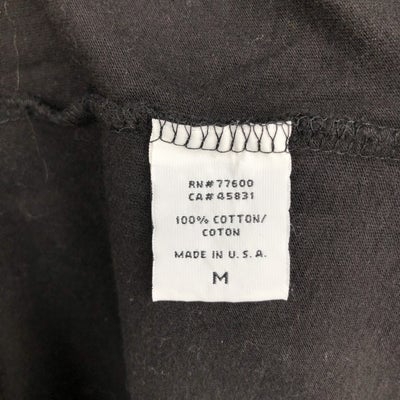 RN# 77600
CA# 45831
100% COTTON/
COTON
MADE IN U.S.A.
M